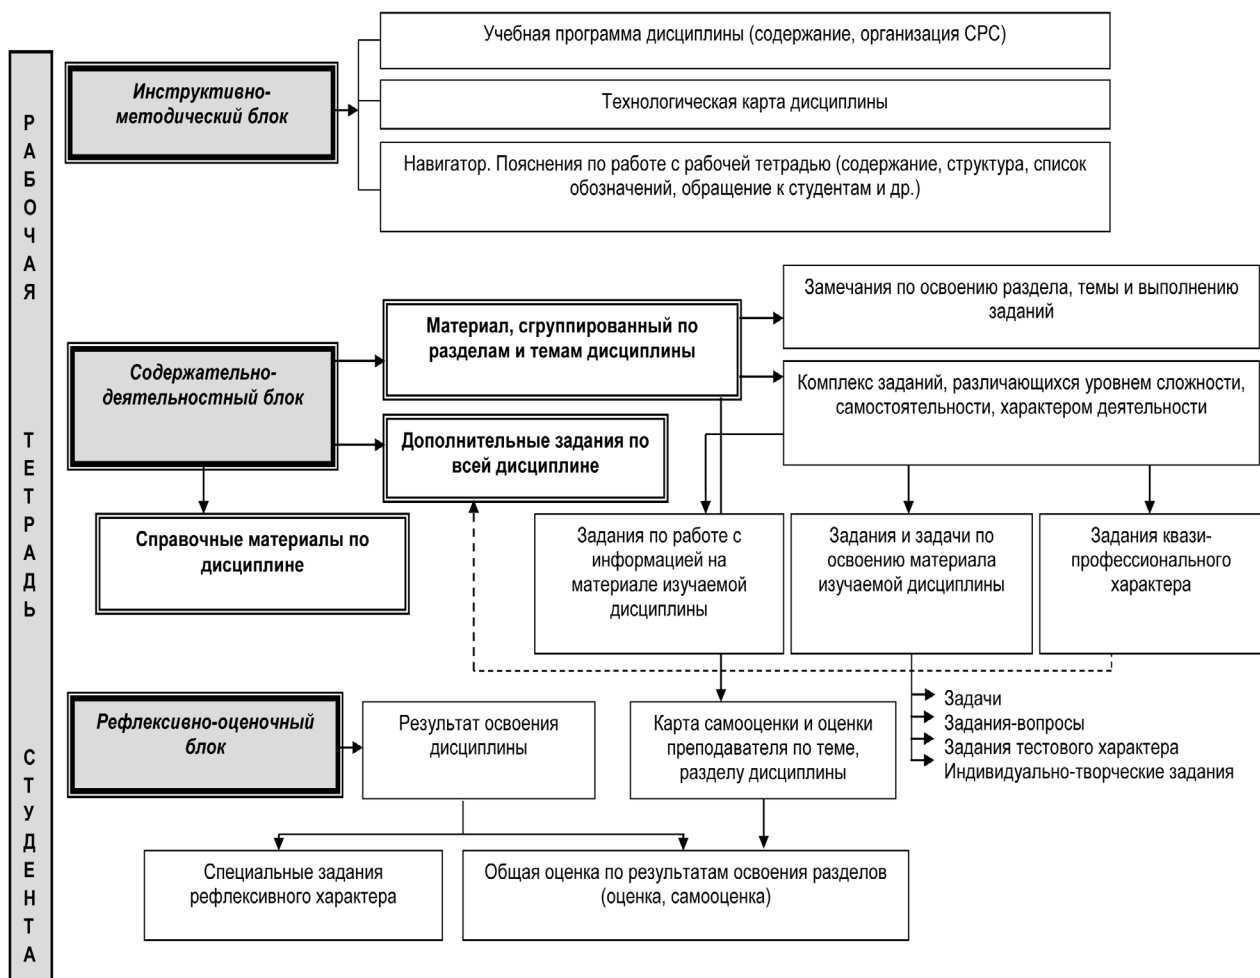 РАБОЧАЯ ТЕТРАДЬ СТУДЕНТА
Инструктивно-
методический блок
Учебная программа дисциплины (содержание, организация СРС)
Технологическая карта дисциплины
Навигатор. Пояснения по работе с рабочей тетрадью (содержание, структура, список
обозначений, обращение к студентам и др.)
Содержательно-
деятельностный блок
Материал, сгруппированный по
разделам и темам дисциплины
Замечания по освоению раздела, темы и выполнению
заданий
Комплекс заданий, различающихся уровнем сложности,
самостоятельности, характером деятельности
Дополнительные задания по
всей дисциплине
Справочные материалы по
дисциплине
Задания по работе с
информацией на
материале изучаемой
дисциплины
Задания и задачи по
освоению материала
изучаемой дисциплины
Задания квази-
профессионального
характера
Рефлексивно-оценочный
блок
Результат освоения
дисциплины
Карта самооценки и оценки
преподавателя по теме,
разделу дисциплины
Задачи
Задания-вопросы
Задания тестового характера
Индивидуально-творческие задания
Специальные задания
рефлексивного характера
Общая оценка по результатам освоения разделов
(оценка, самооценка)